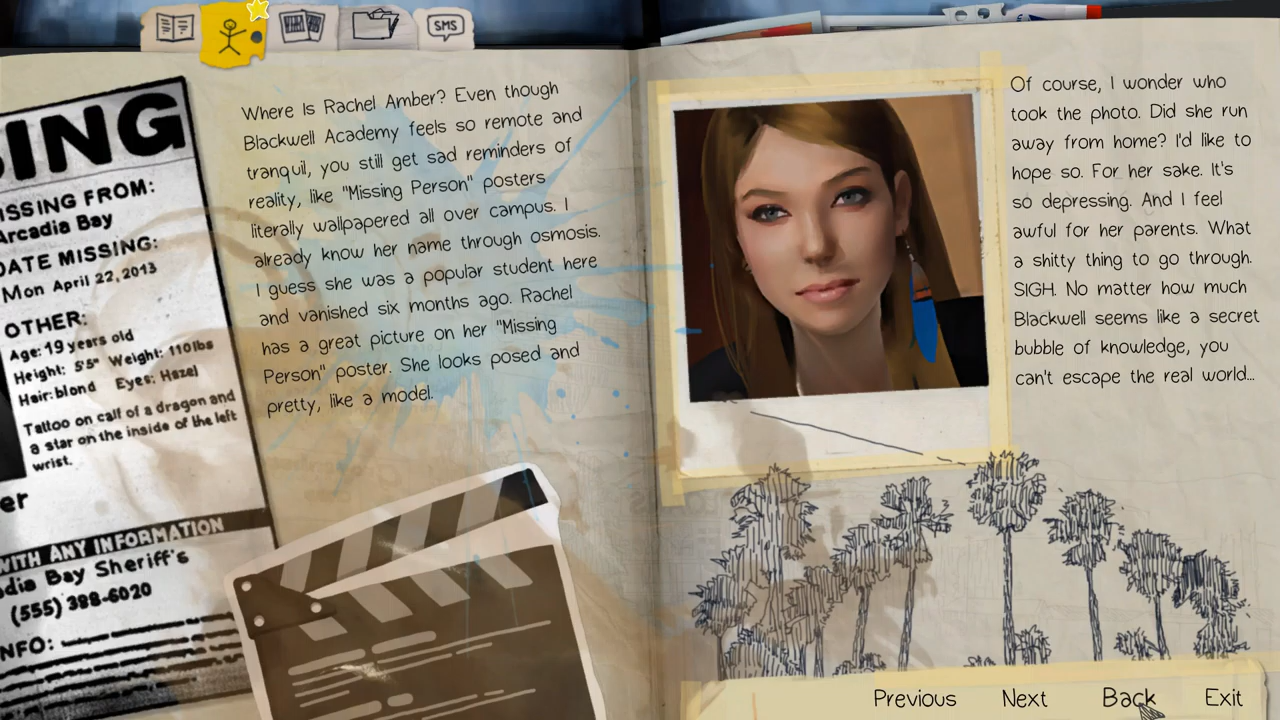 SMS
SING
ISSING FROM:
Arcadia Bay
DATE MISSING:
Mon April 22, 2013
OTHER:
Age: 19 years old
Height: 5'5" Weight: 110lbs
Hair: blond Eyes: Hazel
Tattoo on calf of a dragon and
a star on the inside of the left
wrist.
er
WITH ANY INFORMATION
dia Bay Sheriff's
(555) 388-6020
NFO:
Where Is Rachel Amber? Even though
Blackwell Academy feels so remote and
tranquil, you still get sad reminders of
reality, like "Missing Person" posters
literally wallpapered all over campus. I
already know her name through osmosis.
I guess she was a popular student here
and vanished six months ago. Rachel
has a great picture on her "Missing
Person" poster. She looks posed and
pretty, like a model.
Of course, I wonder who
took the photo. Did she run
away from home? I'd like to
hope so. For her sake. It's
so depressing. And I feel
awful for her parents. What
a shitty thing to go through.
SIGH. No matter how much
Blackwell seems like a secret
bubble of knowledge, you
can't escape the real world...
Previous Next Back Exit